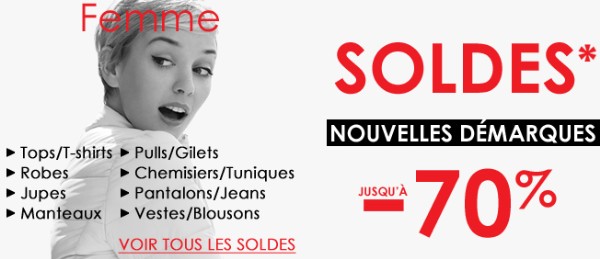 Femme
▶ Tops/T-shirts
▶ Robes
▶ Jupes
▶ Manteaux
▶ Pulls/Gilets
▶ Chemisiers/Tuniques
▶ Pantalons/Jeans
▶ Vestes/Blousons
VOIR TOUS LES SOLDES
SOLDES*
NOUVELLES DÉMARQUES
JUSQU'À
-70%